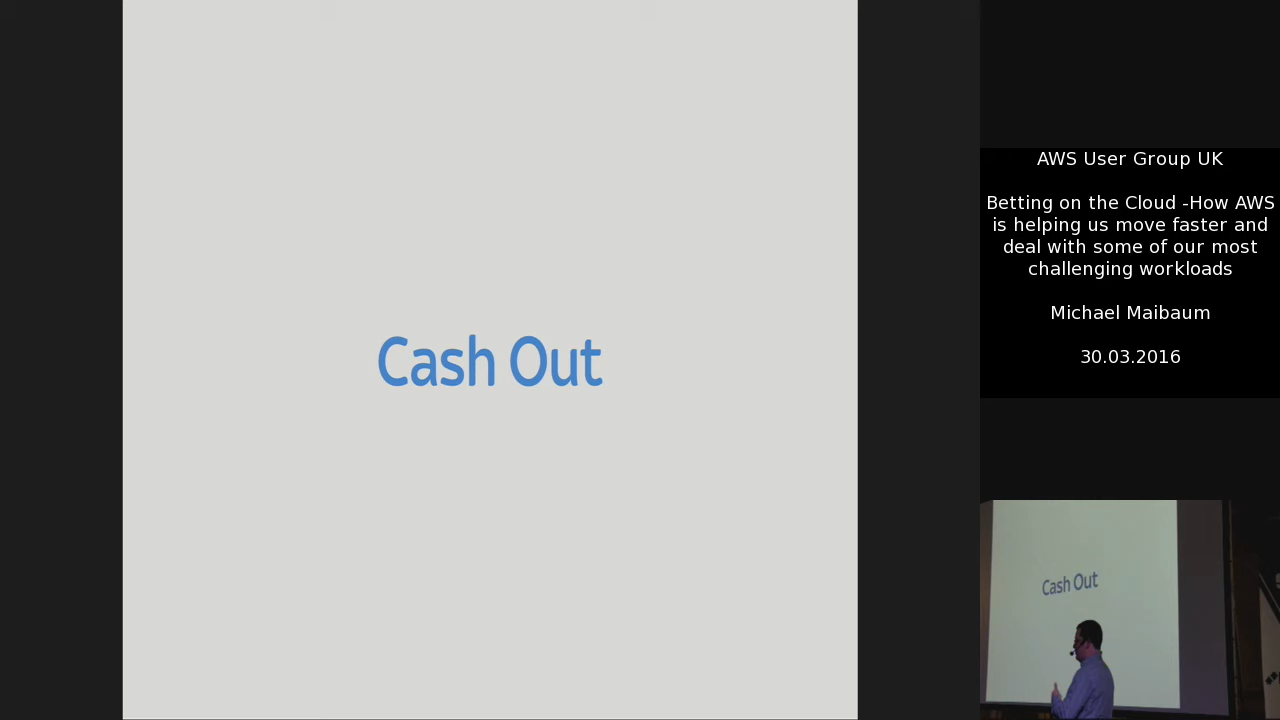 Cash Out
AWS User Group UK
Betting on the Cloud -How AWS
is helping us move faster and
deal with some of our most
challenging workloads
Michael Maibaum
30.03.2016
Cash Out